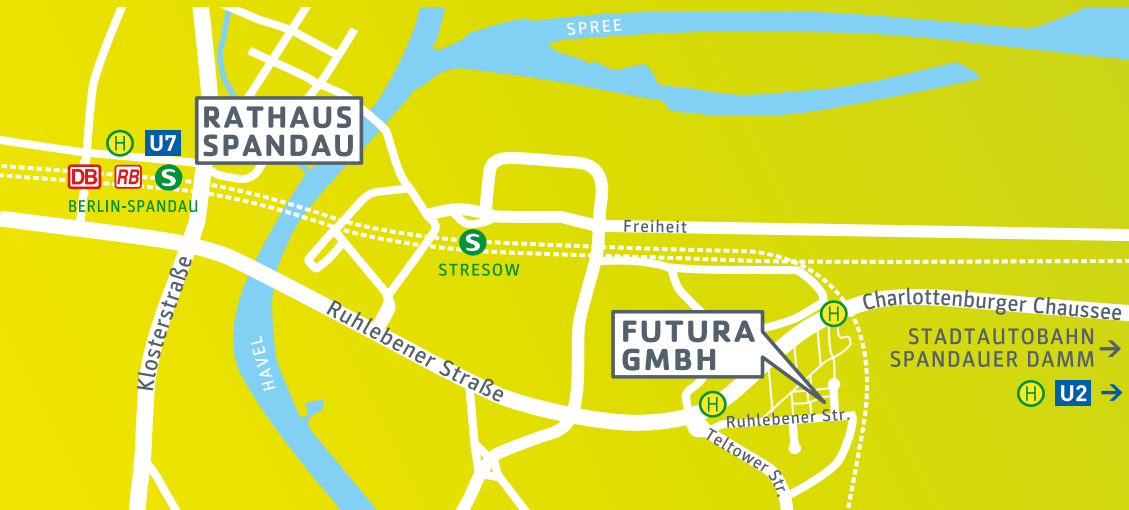 SPREE
RATHAUS
SPANDAU
H U7
DB RB S
BERLIN-SPANDAU
Freiheit
S
STRESOW
Klosterstraße
HAVEL
Ruhlebener Straße
Charlottenburger Chaussee
H
FUTURA
GMBH
STADTAUTOBAHN
SPANDAUER DAMM
H U2
H
Ruhlebener Str.
Teltower Str.